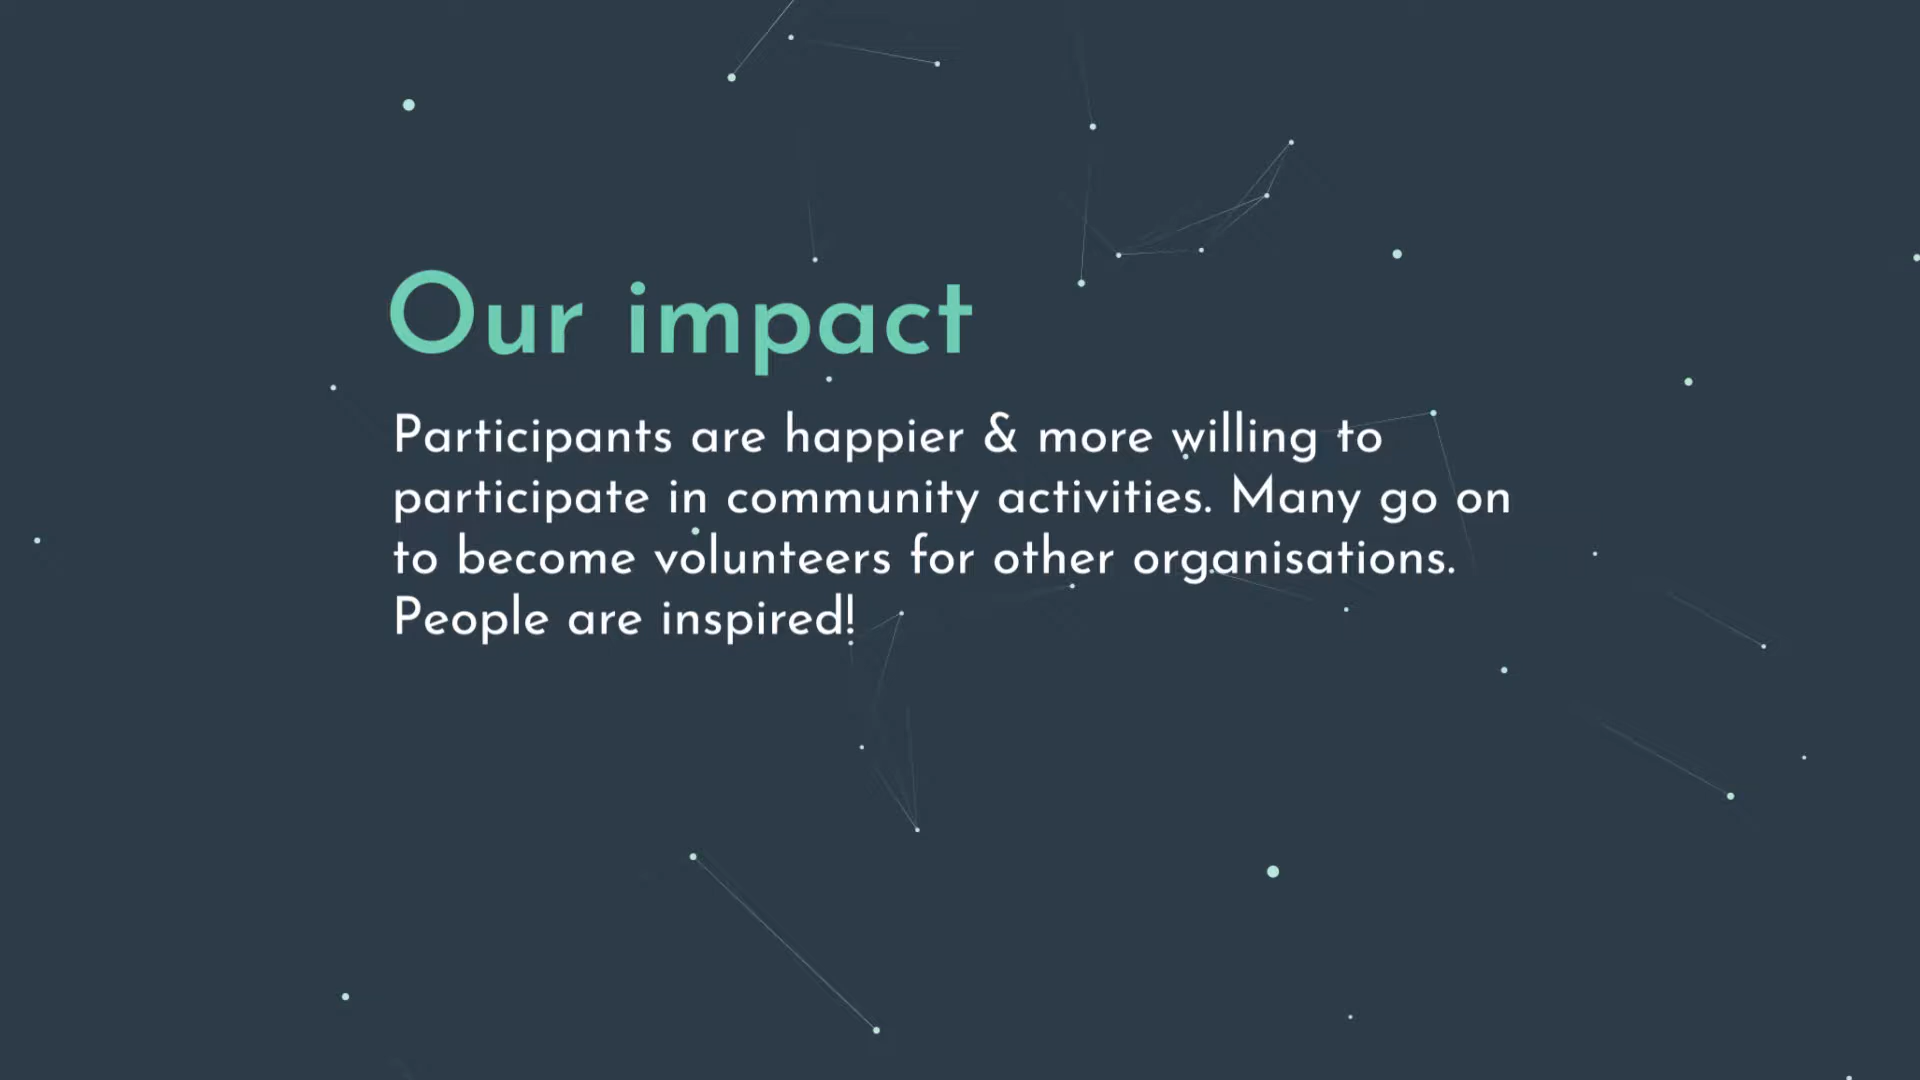 Our impact
Participants are happier & more willing to
participate in community activities. Many go on
to become volunteers for other organisations.
People are inspired!